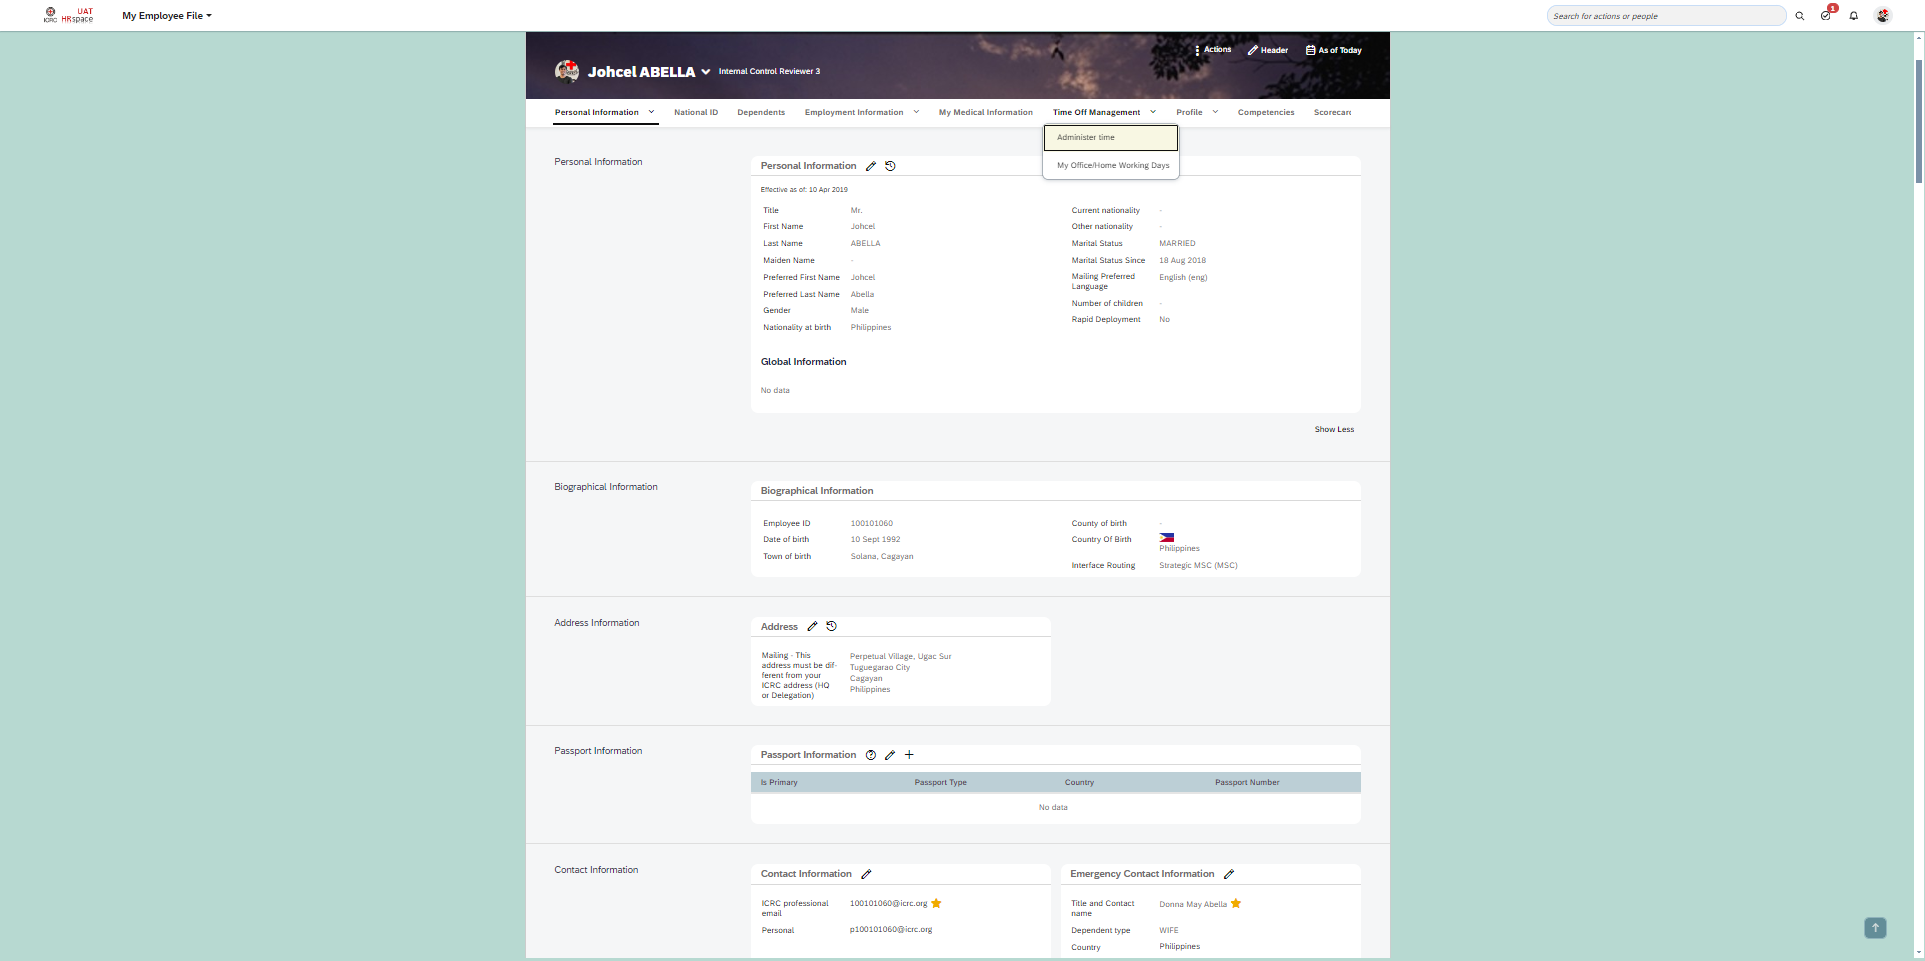 ICRC
UAT
HRspace
My Employee File
Search for actions or people
1
Actions
Header
As of Today
Johcel ABELLA
Internal Control Reviewer 3
Personal Information
National ID
Dependents
Employment Information
My Medical Information
Time Off Management
Profile
Competencies
Scorecard
Administer time
My Office/Home Working Days
Personal Information
Personal Information
Effective as of: 10 Apr 2019
Title Mr.
First Name Johcel
Last Name ABELLA
Maiden Name -
Preferred First Name Johcel
Preferred Last Name Abella
Gender Male
Nationality at birth Philippines
Current nationality -
Other nationality -
Marital Status MARRIED
Marital Status Since 18 Aug 2018
Mailing Preferred English (eng)
Language
Number of children -
Rapid Deployment No
Global Information
No data
Show Less
Biographical Information
Biographical Information
Employee ID 100101060
Date of birth 10 Sept 1992
Town of birth Solana, Cagayan
County of birth -
Country Of Birth
Philippines
Interface Routing Strategic MSC (MSC)
Address Information
Address
Mailing - This
address must be dif-
ferent from your
ICRC address (HQ
or Delegation)
Perpetual Village, Ugac Sur
Tuguegarao City
Cagayan
Philippines
Passport Information
Passport Information
Is Primary Passport Type Country Passport Number
No data
Contact Information
Contact Information
ICRC professional 100101060@icrc.org
email
Personal p100101060@icrc.org
Emergency Contact Information
Title and Contact Donna May Abella
name
Dependent type WIFE
Country Philippines